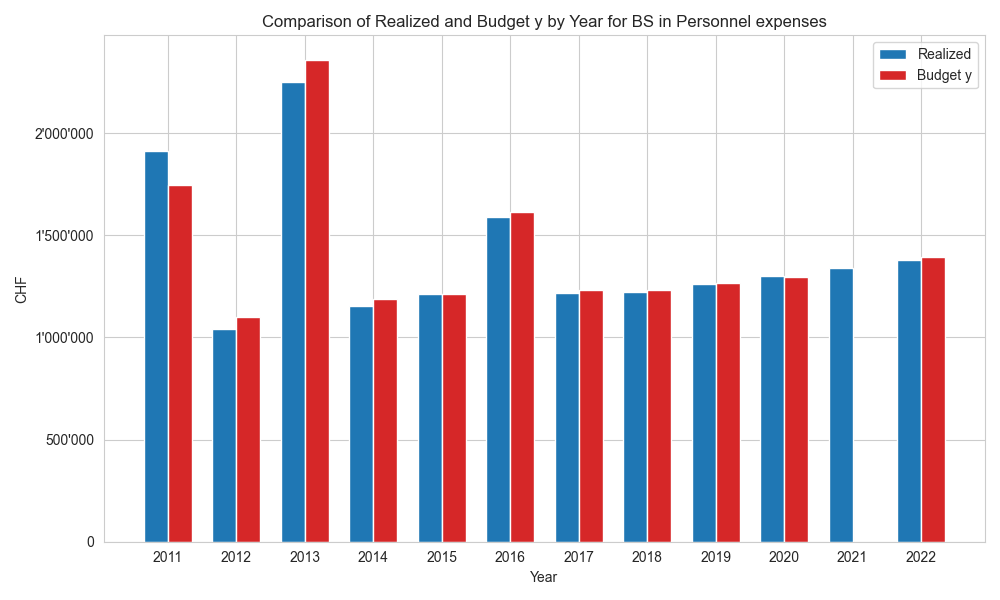 Comparison of Realized and Budget y by Year for BS in Personnel expenses
Realized
Budget y
2'000'000
1'500'000
1'000'000
500'000
0
CHF
2011 2012 2013 2014 2015 2016 2017 2018 2019 2020 2021 2022
Year